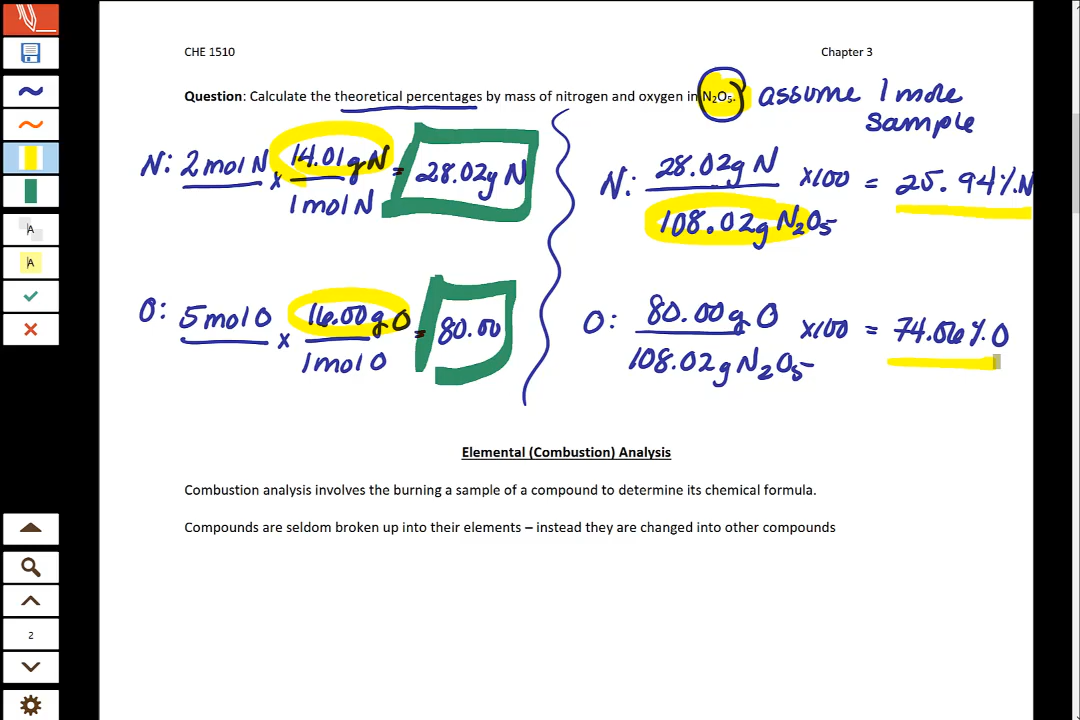 CHE 1510 Chapter 3
Question: Calculate the theoretical percentages by mass of nitrogen and oxygen in N₂O₅. assume 1 mole
sample
N: 2 mol N x 14.01 g N / 1 mol N = 28.02 g N
O: 5 mol O x 16.00 g O / 1 mol O = 80.00
N: 28.02 g N / 108.02 g N₂O₅ x100 = 25.94% N
O: 80.00 g O / 108.02 g N₂O₅ x100 = 74.06% O
Elemental (Combustion) Analysis
Combustion analysis involves the burning a sample of a compound to determine its chemical formula.
Compounds are seldom broken up into their elements – instead they are changed into other compounds
A
A
2